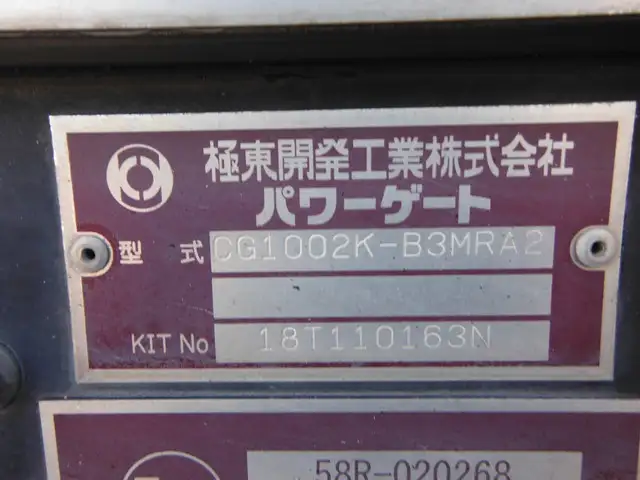 極東開発工業株式会社
パワーゲート
型 式 CG1002K-B3MRA2
KIT No 18T110163N
58R-020268